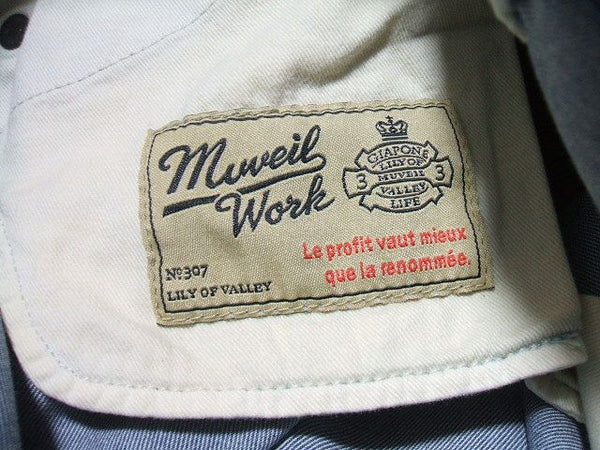 Muveil
Work
GIAPONE
LILY OF
3 MUVEIL 3
VALLEY
LIFE
Le profit vaut mieux
que la renommée.
No307
LILY OF VALLEY